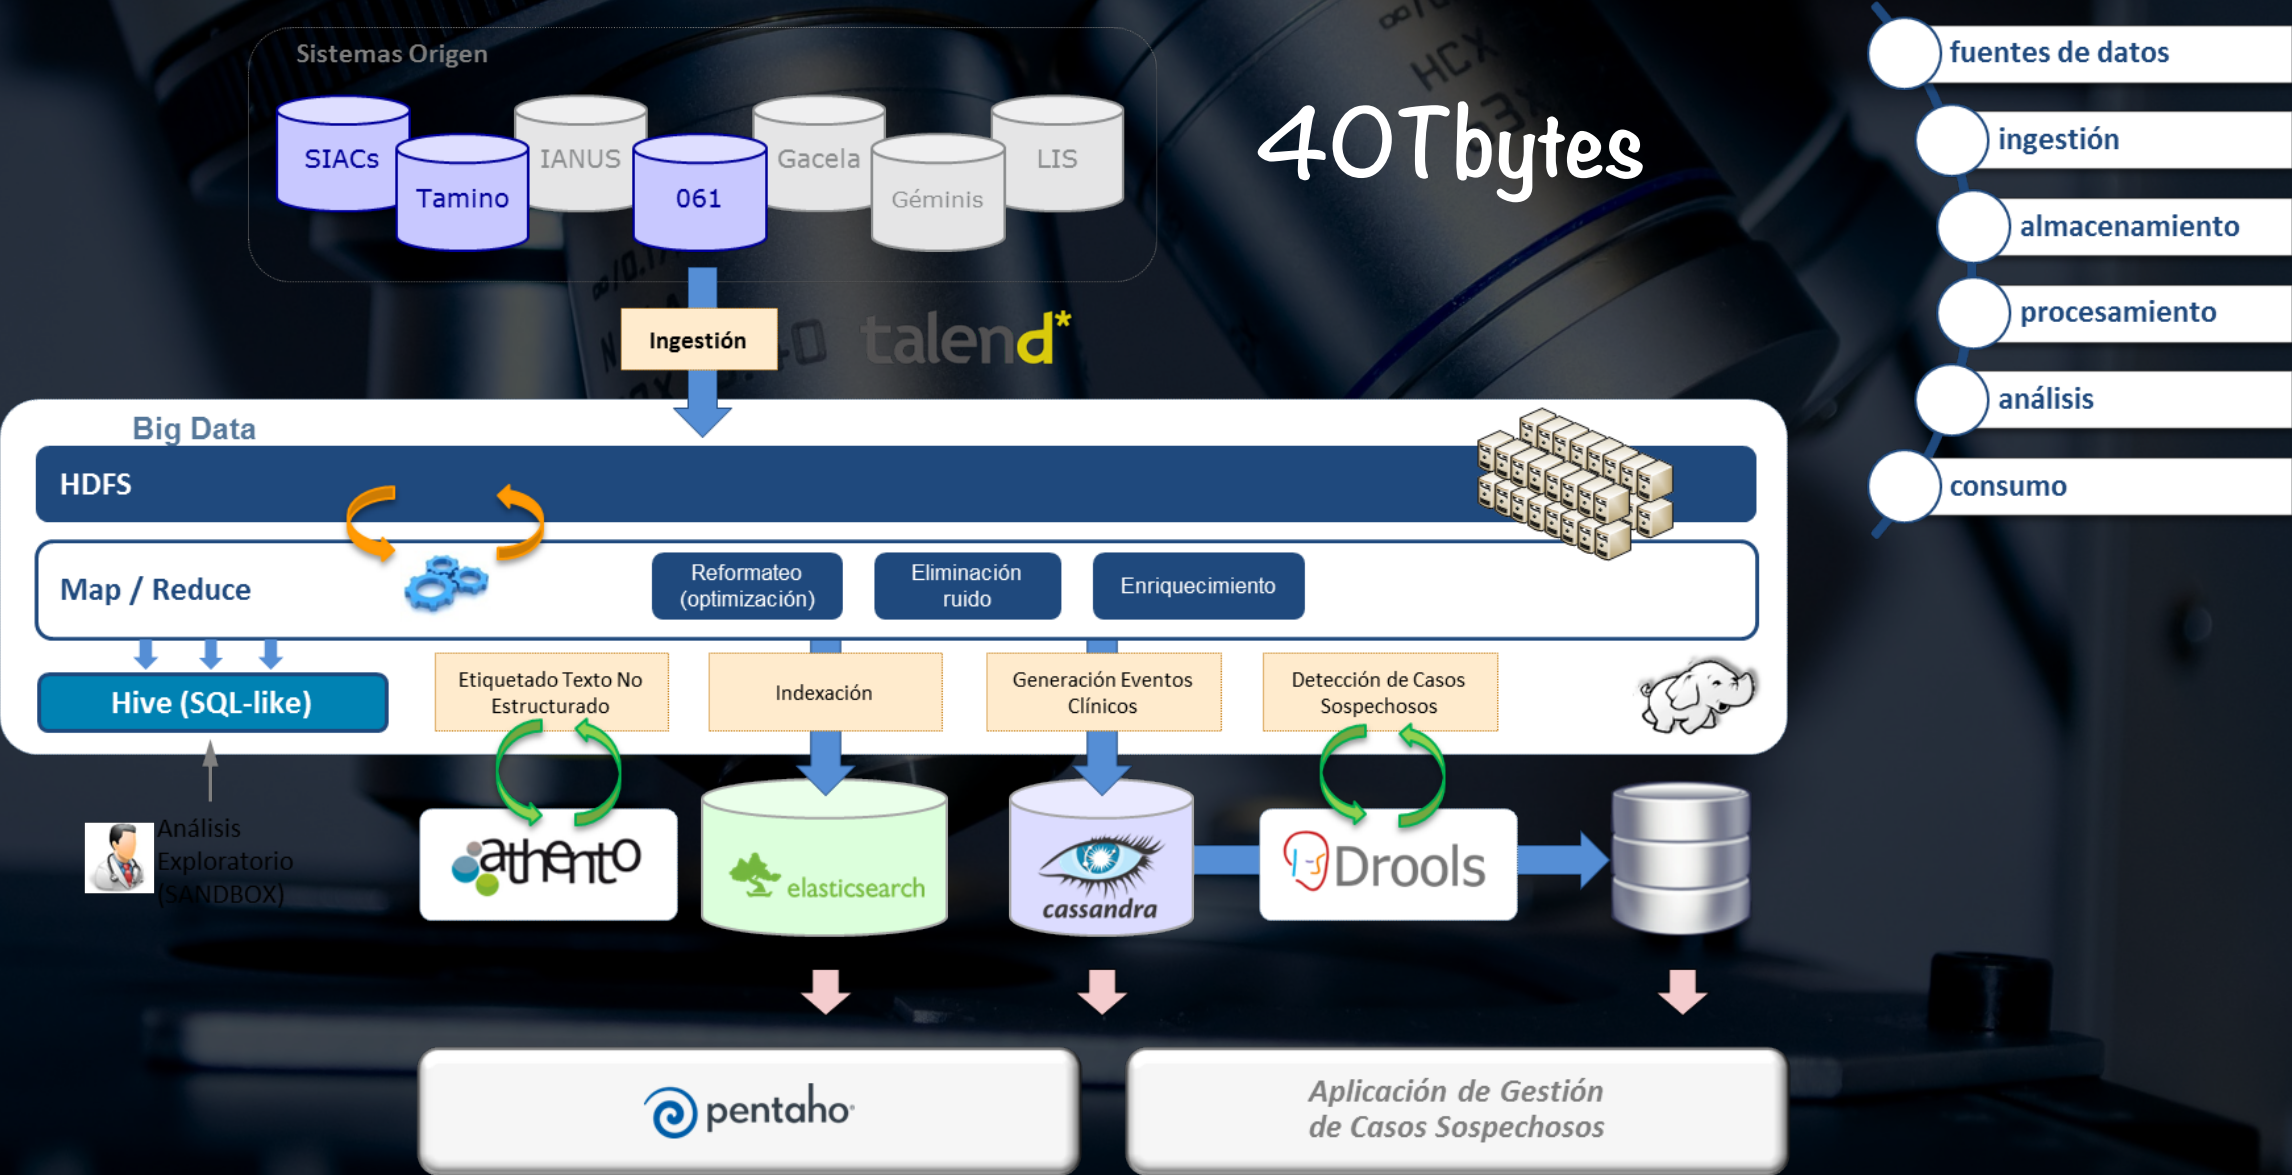 Sistemas Origen
SIACs
Tamino
IANUS
061
Gacela
Géminis
LIS
40Tbytes
fuentes de datos
ingestión
almacenamiento
procesamiento
análisis
consumo
Ingestión
talend*
Big Data
HDFS
Map / Reduce
Reformateo
(optimización)
Eliminación
ruido
Enriquecimiento
Hive (SQL-like)
Etiquetado Texto No
Estructurado
Indexación
Generación Eventos
Clínicos
Detección de Casos
Sospechosos
Análisis
Exploratorio
(SANDBOX)
athento
elasticsearch
cassandra
Drools
pentaho
Aplicación de Gestión
de Casos Sospechosos
HCX